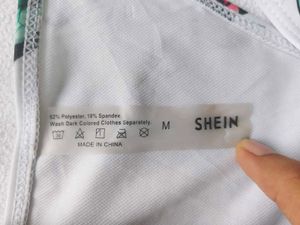 82% Polyester, 18% Spandex
Wash Dark Colored Clothes Separately.
M
SHEIN
MADE IN CHINA